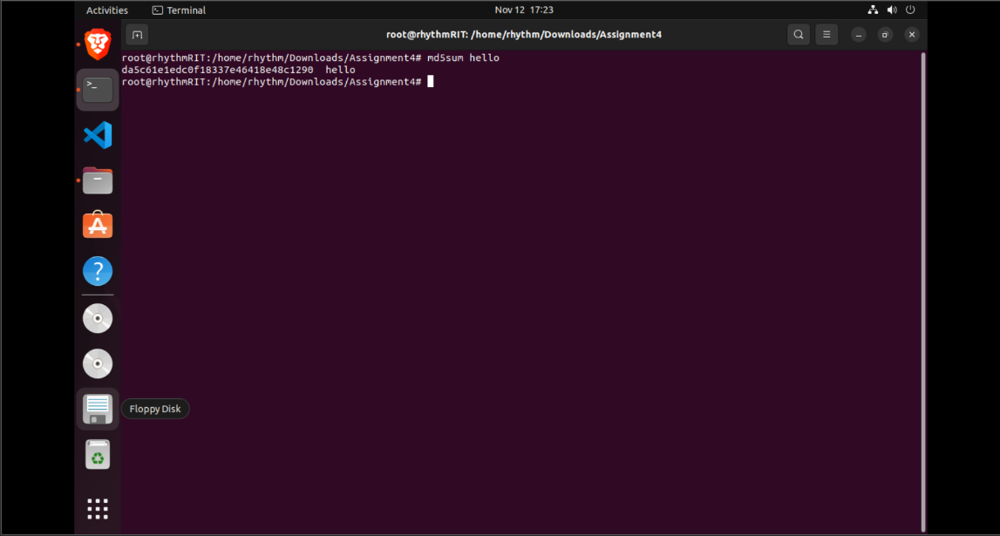 Activities Terminal Nov 12 17:23
root@rhythmRIT: /home/rhythm/Downloads/Assignment4
root@rhythmRIT:/home/rhythm/Downloads/Assignment4# md5sum hello
da5c61e1edc0f18337e46418e48c1290  hello
root@rhythmRIT:/home/rhythm/Downloads/Assignment4#
Floppy Disk